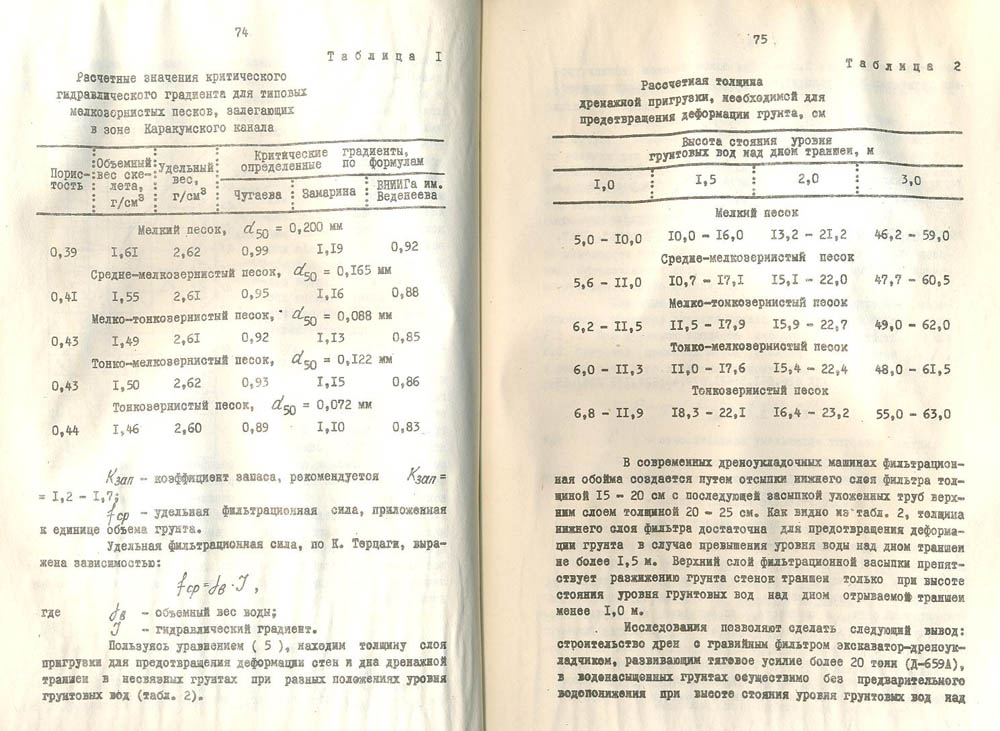 74
Таблица I
Расчетные значения критического
гидравлического градиента для типовых
мелкозернистых песков, залегающих
в зоне Каракумского канала
Порис-тость Объемный вес ске-лета, г/см³ Удельный вес, г/см³ Критические градиенты, определенные по формулам
Чугаева Замарина ВНИИГа им. Веденеева
Мелкий песок, d50 = 0,200 мм
0,39 I,6I 2,62 0,99 I,I9 0,92
Средне-мелкозернистый песок, d50 = 0,I65 мм
0,4I I,55 2,6I 0,95 I,I6 0,88
Мелко-тонкозернистый песок, d50 = 0,088 мм
0,43 I,49 2,6I 0,92 I,I3 0,85
Тонко-мелкозернистый песок, d50 = 0,I22 мм
0,43 I,50 2,62 0,93 I,I5 0,86
Тонкозернистый песок, d50 = 0,072 мм
0,44 I,46 2,60 0,89 I,I0 0,83
Kзап - коэффициент запаса, рекомендуется Kзап =
= I,2 - I,7;
fср - удельная фильтрационная сила, приложенная
к единице объема грунта.
Удельная фильтрационная сила, по К. Терцаги, выра-
жена зависимостью:
fср = γв · J ,
где γв - объемный вес воды;
J - гидравлический градиент.
Пользуясь уравнением ( 5 ), находим толщину слоя
пригрузки для предотвращения деформации стен и дна дренажной
траншеи в несвязных грунтах при разных положениях уровня
грунтовых вод (табл. 2).
75
Таблица 2
Рассчетная толщина
дренажной пригрузки, необходимой для
предотвращения деформации грунта, см
Высота стояния уровня
грунтовых вод над дном траншеи, м
I,0 I,5 2,0 3,0
Мелкий песок
5,0 - I0,0 I0,0 - I6,0 I3,2 - 2I,2 46,2 - 59,0
Средне-мелкозернистый песок
5,6 - II,0 I0,7 - I7,I I5,I - 22,0 47,7 - 60,5
Мелко-тонкозернистый песок
6,2 - II,5 II,5 - I7,9 I5,9 - 22,7 49,0 - 62,0
Тонко-мелкозернистый песок
6,0 - II,3 II,0 - I7,6 I5,4 - 22,4 48,0 - 6I,5
Тонкозернистый песок
6,8 - II,9 I8,3 - 22,I I6,4 - 23,2 55,0 - 63,0
В современных дреноукладочных машинах фильтрацион-
ная обойма создается путем отсыпки нижнего слоя фильтра тол-
щиной I5 - 20 см с последующей засыпкой уложенных труб верх-
ним слоем толщиной 20 - 25 см. Как видно из табл. 2, толщина
нижнего слоя фильтра достаточна для предотвращения деформа-
ции грунта в случае превышения уровня воды над дном траншеи
не более I,5 м. Верхний слой фильтрационной засыпки препят-
ствует разжижению грунта стенок траншеи только при высоте
стояния уровня грунтовых вод над дном отрываемой траншеи
менее I,0 м.
Исследования позволяют сделать следующий вывод:
строительство дрен с гравийным фильтром экскаватор-дреноук-
ладчиком, развивающим тяговое усилие более 20 тонн (Д-659А),
в водонасыщенных грунтах осуществимо без предварительного
водопонижения при высоте стояния уровня грунтовых вод над